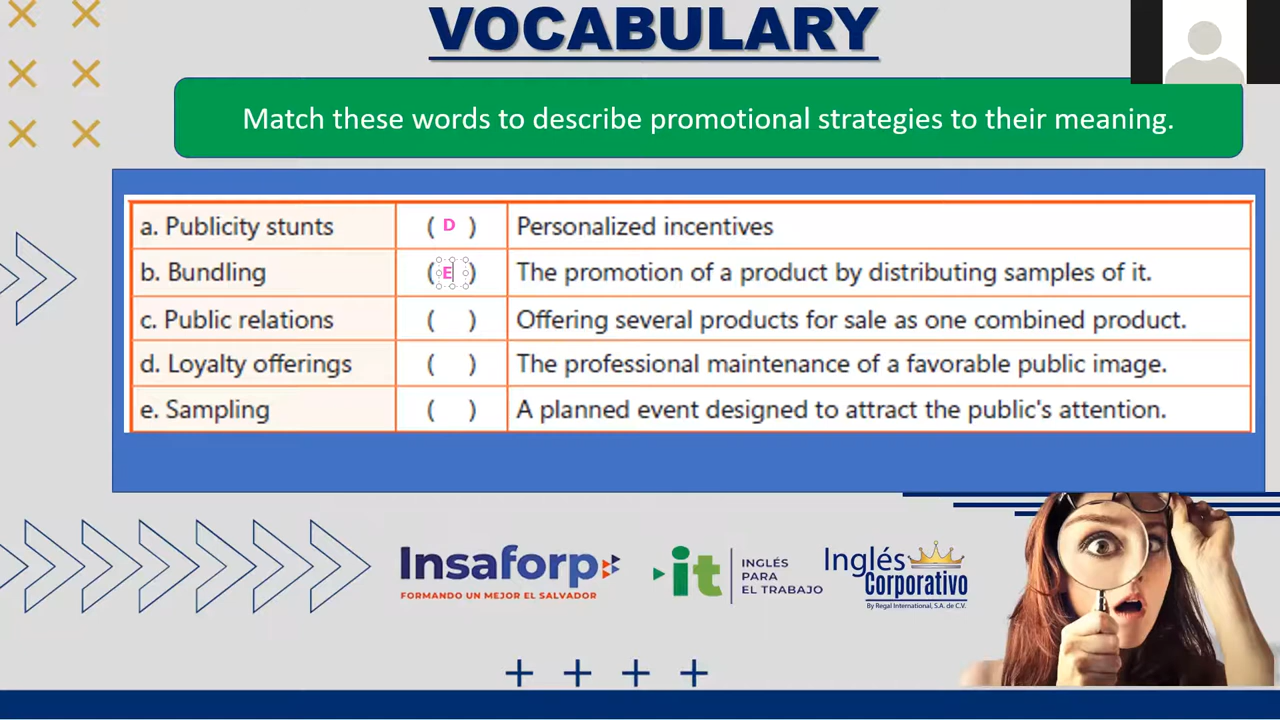 VOCABULARY
Match these words to describe promotional strategies to their meaning.
a. Publicity stunts ( D ) Personalized incentives
b. Bundling ( E ) The promotion of a product by distributing samples of it.
c. Public relations ( ) Offering several products for sale as one combined product.
d. Loyalty offerings ( ) The professional maintenance of a favorable public image.
e. Sampling ( ) A planned event designed to attract the public's attention.
Insaforp
FORMANDO UN MEJOR EL SALVADOR
it
INGLÉS
PARA
EL TRABAJO
Inglés
Corporativo
By Regal International, S.A. de C.V.